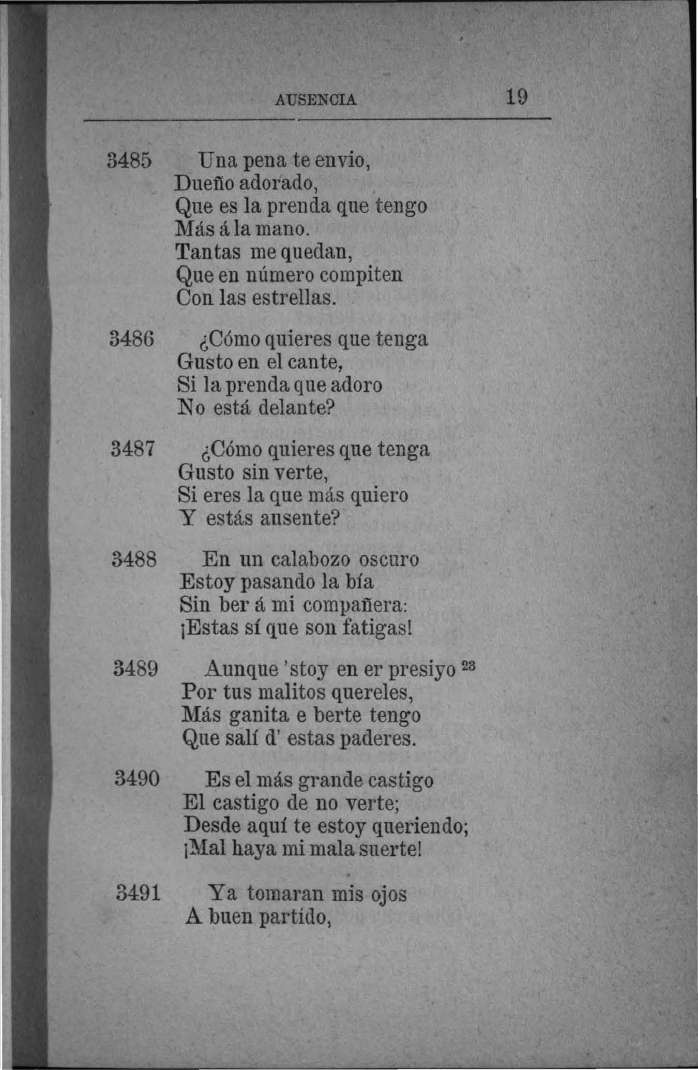 AUSENCIA 19
3485 Una pena te envio,
Dueño adorado,
Que es la prenda que tengo
Más á la mano.
Tantas me quedan,
Que en número compiten
Con las estrellas.
3486 ¿Cómo quieres que tenga
Gusto en el cante,
Si la prenda que adoro
No está delante?
3487 ¿Cómo quieres que tenga
Gusto sin verte,
Si eres la que más quiero
Y estás ausente?
3488 En un calabozo oscuro
Estoy pasando la bía
Sin ber á mi compañera:
¡Estas sí que son fatigas!
3489 Aunque 'stoy en er presiyo 23
Por tus malitos quereles,
Más ganita e berte tengo
Que salí d' estas paderes.
3490 Es el más grande castigo
El castigo de no verte;
Desde aquí te estoy queriendo;
¡Mal haya mi mala suerte!
3491 Ya tomaran mis ojos
A buen partido,